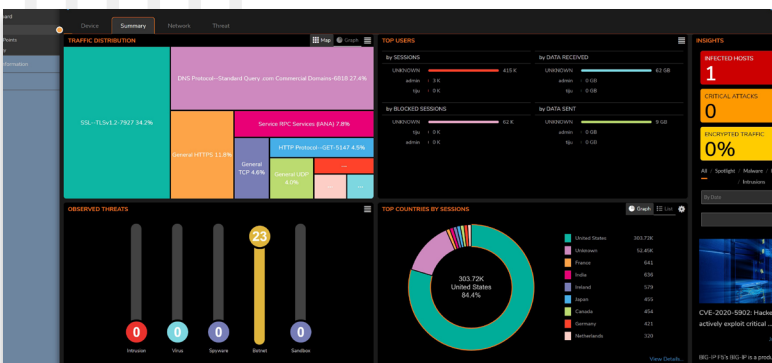 Device Summary Network Threat
TRAFFIC DISTRIBUTION Map Graph
SSL--TLSv1.2-7927 34.2%
DNS Protocol--Standard Query .com Commercial Domains-6818 27.4%
General HTTPS 11.8%
Service RPC Services (IANA) 7.8%
General TCP 4.6%
HTTP Protocol--GET-5147 4.5%
General UDP 4.0%
...
... ...
TOP USERS
by SESSIONS
UNKNOWN 415 K
admin 3 K
tiju 0 K
by DATA RECEIVED
UNKNOWN 62 GB
admin 0 GB
tiju 0 GB
by BLOCKED SESSIONS
UNKNOWN 62 K
admin 0 K
tiju 0 K
by DATA SENT
UNKNOWN 9 GB
admin 0 GB
tiju 0 GB
INSIGHTS
INFECTED HOSTS
1
CRITICAL ATTACKS
0
ENCRYPTED TRAFFIC
0%
All / Spotlight / Malware /
/ Intrusions
By Date
CVE-2020-5902: Hacke
actively exploit critical ...
BIG-IP F5's BIG-IP is a produ
OBSERVED THREATS
0 0 0 23 0
Intrusion Virus Spyware Botnet Sandbox
TOP COUNTRIES BY SESSIONS Graph List
303.72K
United States
84.4%
United States 303.72K
Unknown 52.45K
France 641
India 636
Ireland 579
Japan 455
Canada 454
Germany 421
Netherlands 320
View Details...
ard
Points
formation